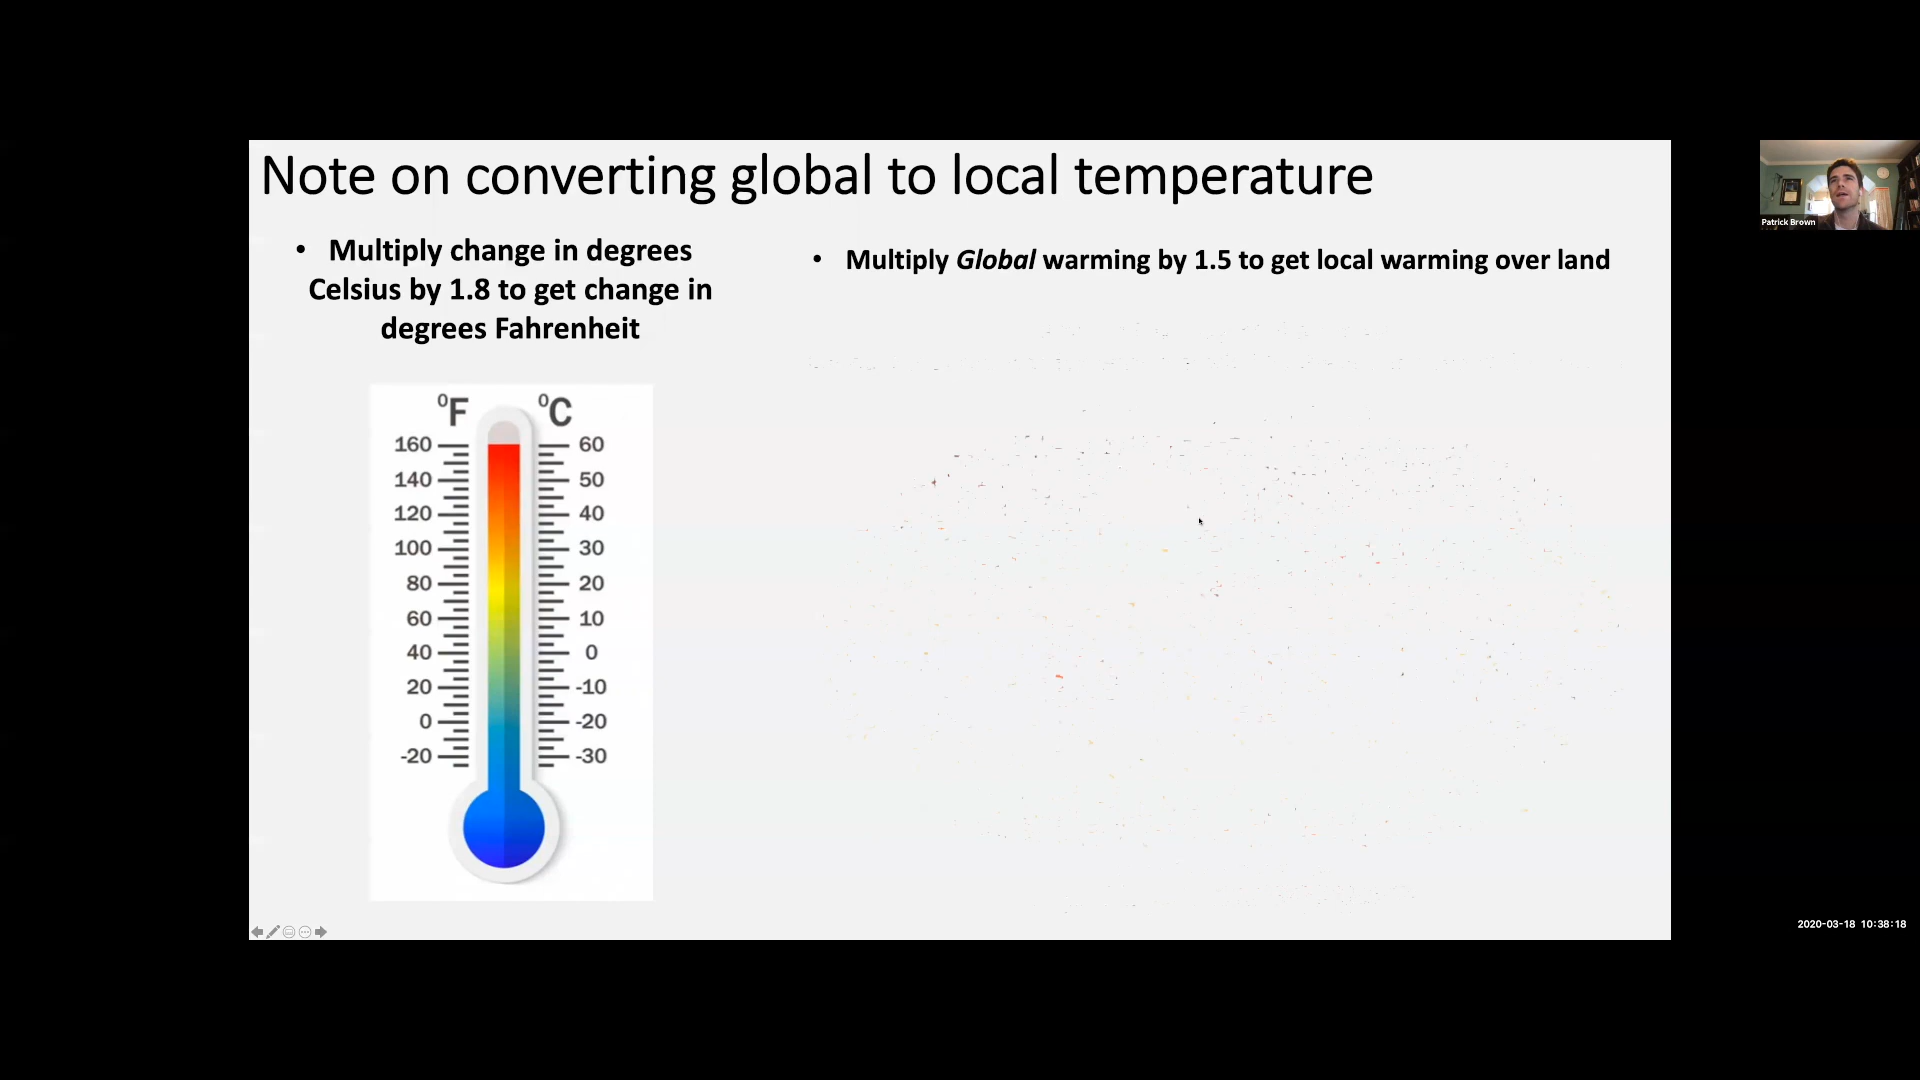 Note on converting global to local temperature
• Multiply change in degrees
Celsius by 1.8 to get change in
degrees Fahrenheit
• Multiply Global warming by 1.5 to get local warming over land
⁰F ⁰C
160 60
140 50
120 40
100 30
80 20
60 10
40 0
20 -10
0 -20
-20 -30
Patrick Brown
2020-03-18 10:38:18